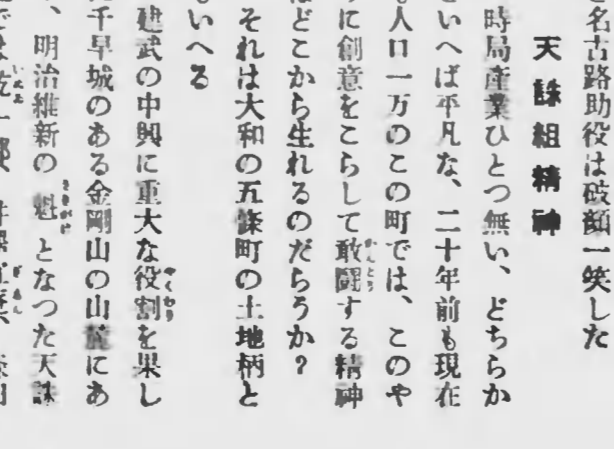 名古路助役は破顔一笑した
天誅組精神
時局産業ひとつ無い、どちらか
いへば平凡な、二十年前も現在
人口一万のこの町では、このや
に創意をこらして敢闘する精神
どこから生れるのだらうか？
それは大和の五條町の土地柄と
いへる
建武の中興に重大な役割を果し
千早城のある金剛山の山麓にあ
、明治維新の魁となつた天誅